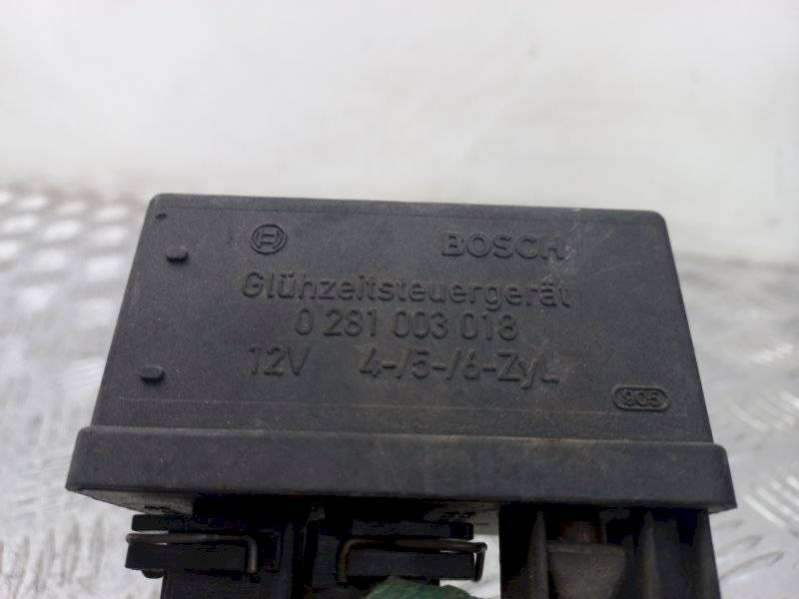 BOSCH
Glühzeitsteuergerät
0 281 003 018
12V 4-/5-/6-Zyl
905